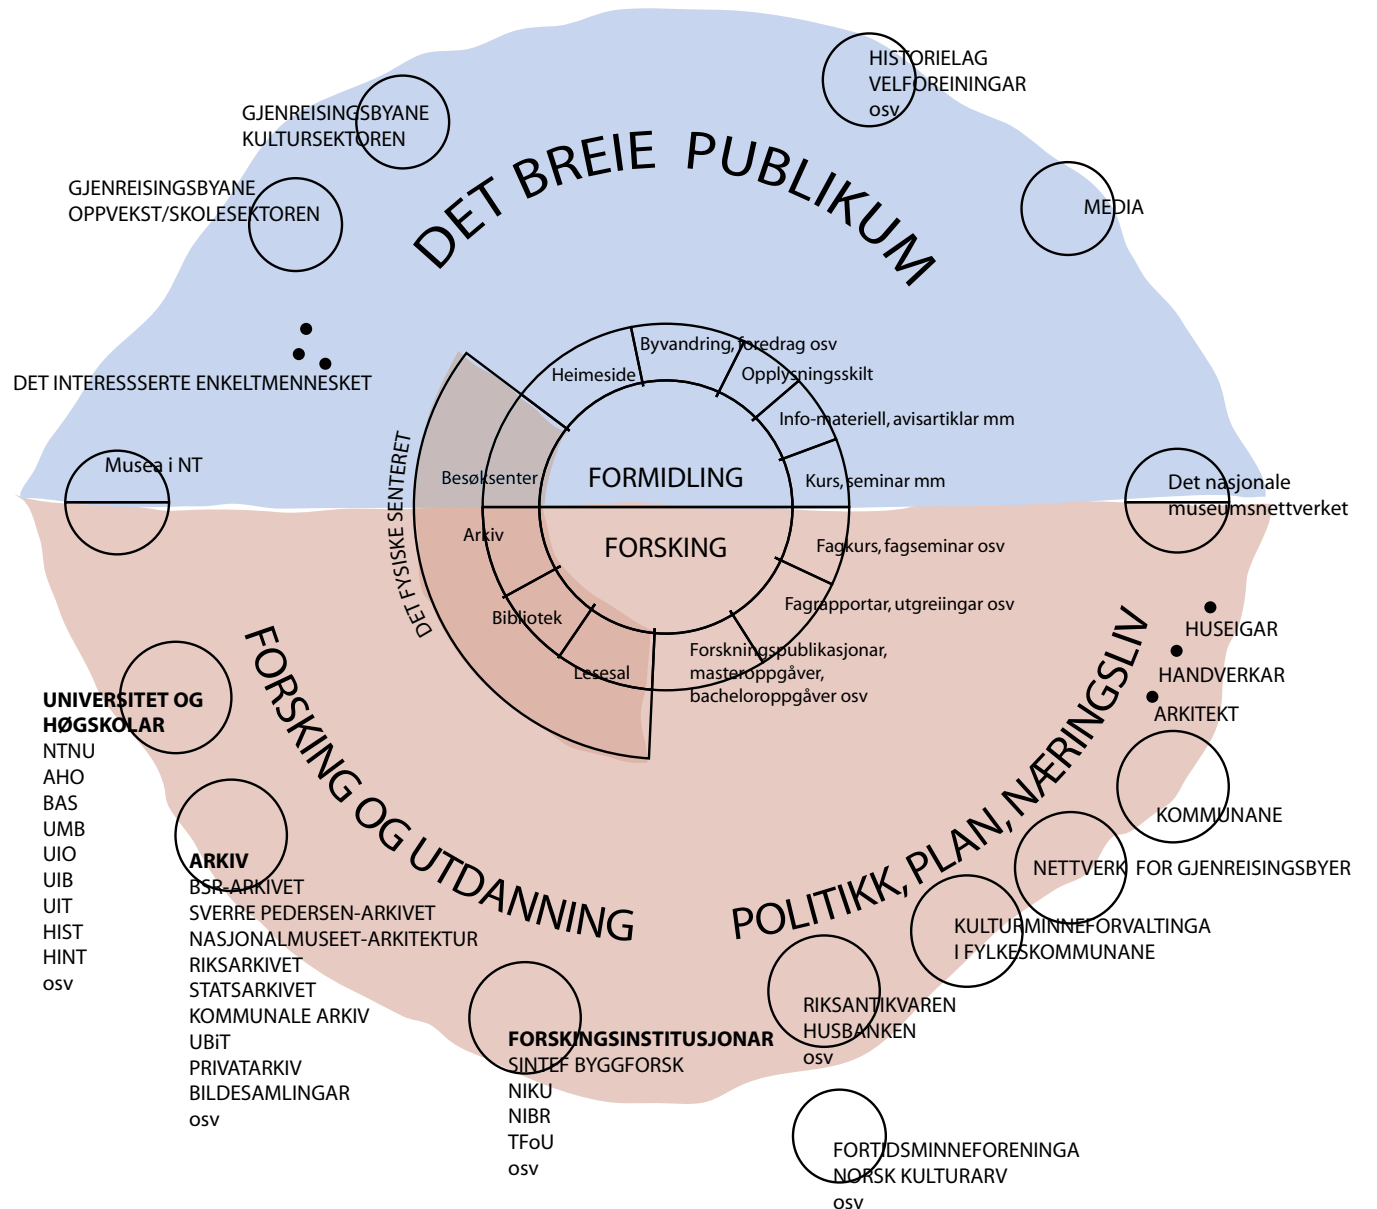 HISTORIELAG
VELFOREININGAR
osv
GJENREISINGSBYANE
KULTURSEKTOREN
GJENREISINGSBYANE
OPPVEKST/SKOLESEKTOREN
MEDIA
DET BREIE PUBLIKUM
DET INTERESSSERTE ENKELTMENNESKET
Musea i NT
Det nasjonale
museumsnettverket
Byvandring, foredrag osv
Heimeside
Opplysningsskilt
Info-materiell, avisartiklar mm
Besøksenter
Kurs, seminar mm
FORMIDLING
FORSKING
DET FYSISKE SENTERET
Arkiv
Fagkurs, fagseminar osv
Bibliotek
Fagrapportar, utgreiingar osv
Lesesal
Forskningspublikasjonar,
masteroppgåver,
bacheloroppgåver osv
HUSEIGAR
HANDVERKAR
ARKITEKT
FORSKING OG UTDANNING
POLITIKK, PLAN, NÆRINGSLIV
UNIVERSITET OG
HØGSKOLAR
NTNU
AHO
BAS
UMB
UIO
UIB
UIT
HIST
HINT
osv
ARKIV
BSR-ARKIVET
SVERRE PEDERSEN-ARKIVET
NASJONALMUSEET-ARKITEKTUR
RIKSARKIVET
STATSARKIVET
KOMMUNALE ARKIV
UBiT
PRIVATARKIV
BILDESAMLINGAR
osv
FORSKINGSINSTITUSJONAR
SINTEF BYGGFORSK
NIKU
NIBR
TFoU
osv
KOMMUNANE
NETTVERK FOR GJENREISINGSBYER
KULTURMINNEFORVALTINGA
I FYLKESKOMMUNANE
RIKSANTIKVAREN
HUSBANKEN
osv
FORTIDSMINNEFORENINGA
NORSK KULTURARV
osv